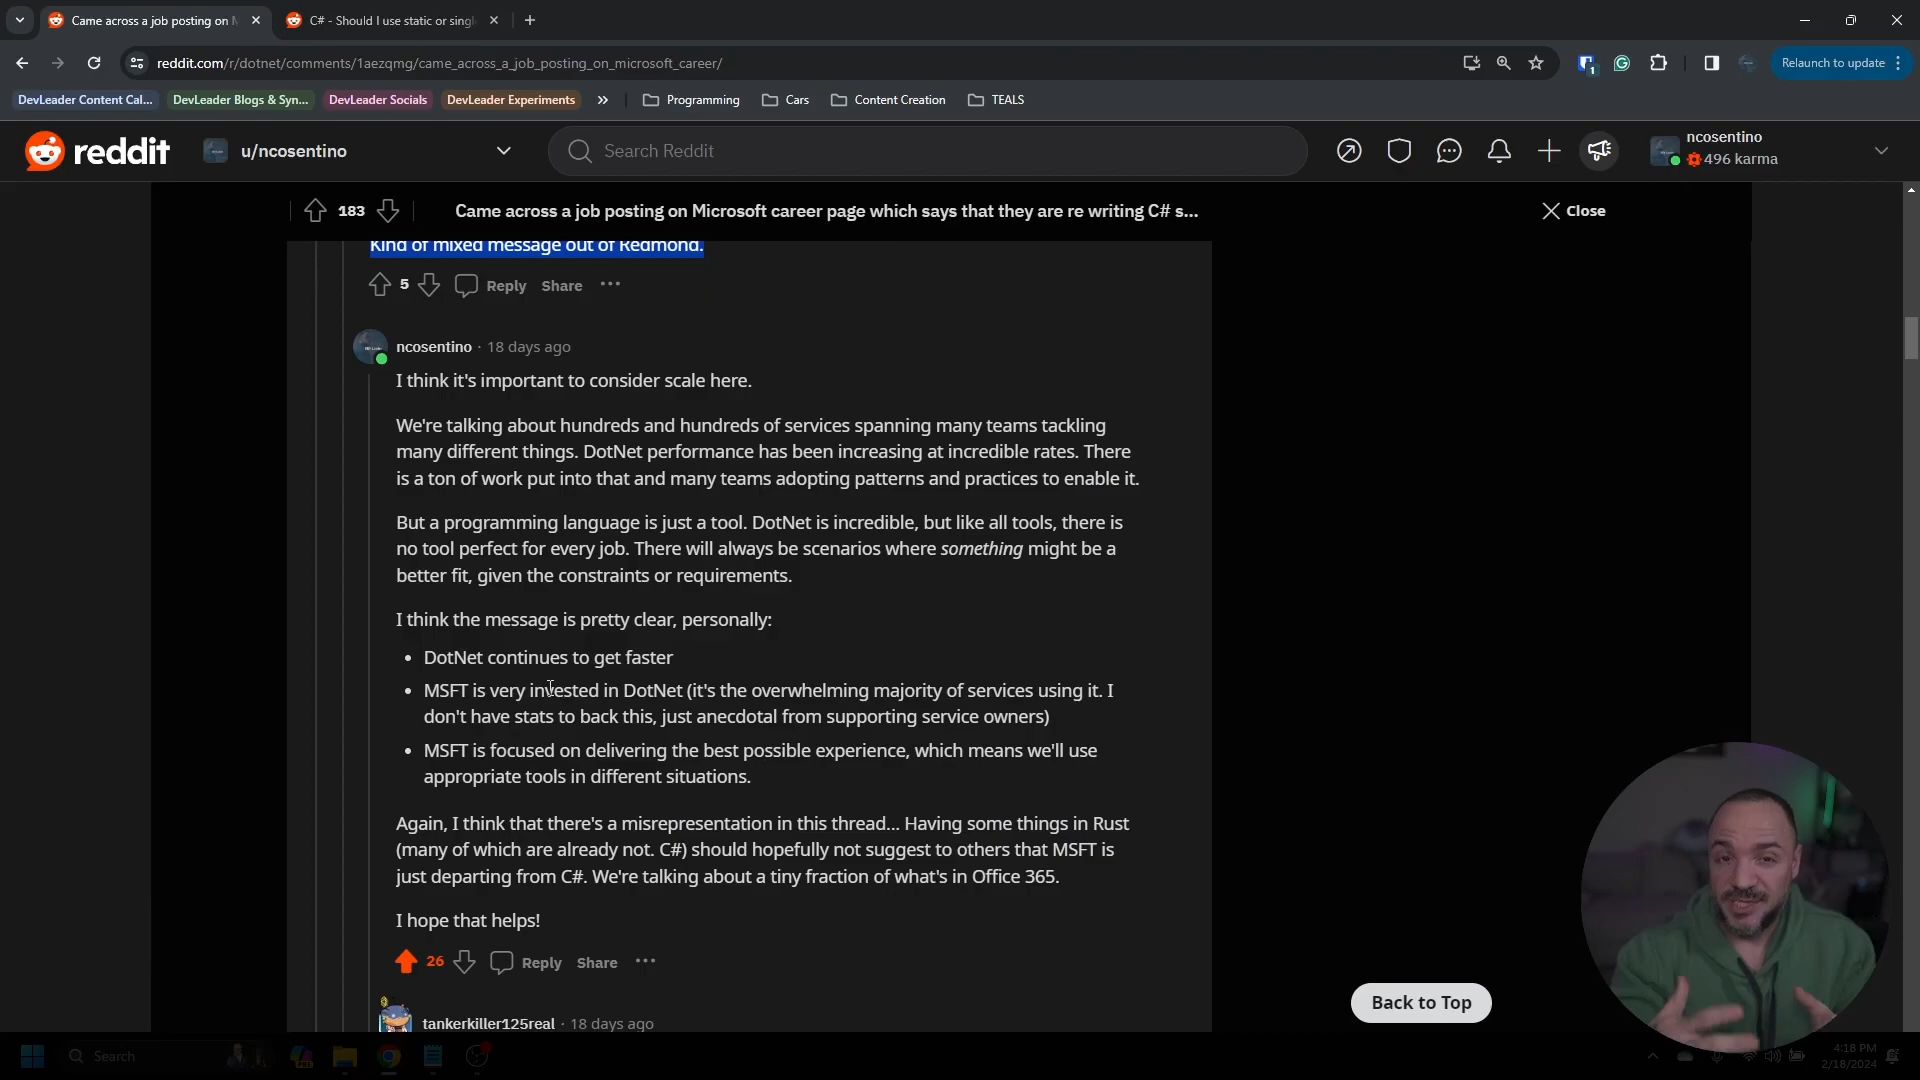 Came across a job posting on M
C# - Should I use static or singl
reddit.com/r/dotnet/comments/1aezqmg/came_across_a_job_posting_on_microsoft_career/
1
Relaunch to update
DevLeader Content Cal...
DevLeader Blogs & Syn...
DevLeader Socials
DevLeader Experiments
Programming
Cars
Content Creation
TEALS
reddit
u/ncosentino
Search Reddit
ncosentino
496 karma
183
Came across a job posting on Microsoft career page which says that they are re writing C# s...
Close
Kind of mixed message out of Redmond.
5
Reply
Share
ncosentino · 18 days ago
I think it's important to consider scale here.
We're talking about hundreds and hundreds of services spanning many teams tackling
many different things. DotNet performance has been increasing at incredible rates. There
is a ton of work put into that and many teams adopting patterns and practices to enable it.
But a programming language is just a tool. DotNet is incredible, but like all tools, there is
no tool perfect for every job. There will always be scenarios where something might be a
better fit, given the constraints or requirements.
I think the message is pretty clear, personally:
• DotNet continues to get faster
• MSFT is very invested in DotNet (it's the overwhelming majority of services using it. I
don't have stats to back this, just anecdotal from supporting service owners)
• MSFT is focused on delivering the best possible experience, which means we'll use
appropriate tools in different situations.
Again, I think that there's a misrepresentation in this thread... Having some things in Rust
(many of which are already not. C#) should hopefully not suggest to others that MSFT is
just departing from C#. We're talking about a tiny fraction of what's in Office 365.
I hope that helps!
26
Reply
Share
Back to Top
tankerkiller125real · 18 days ago
Search
4:18 PM
2/18/2024